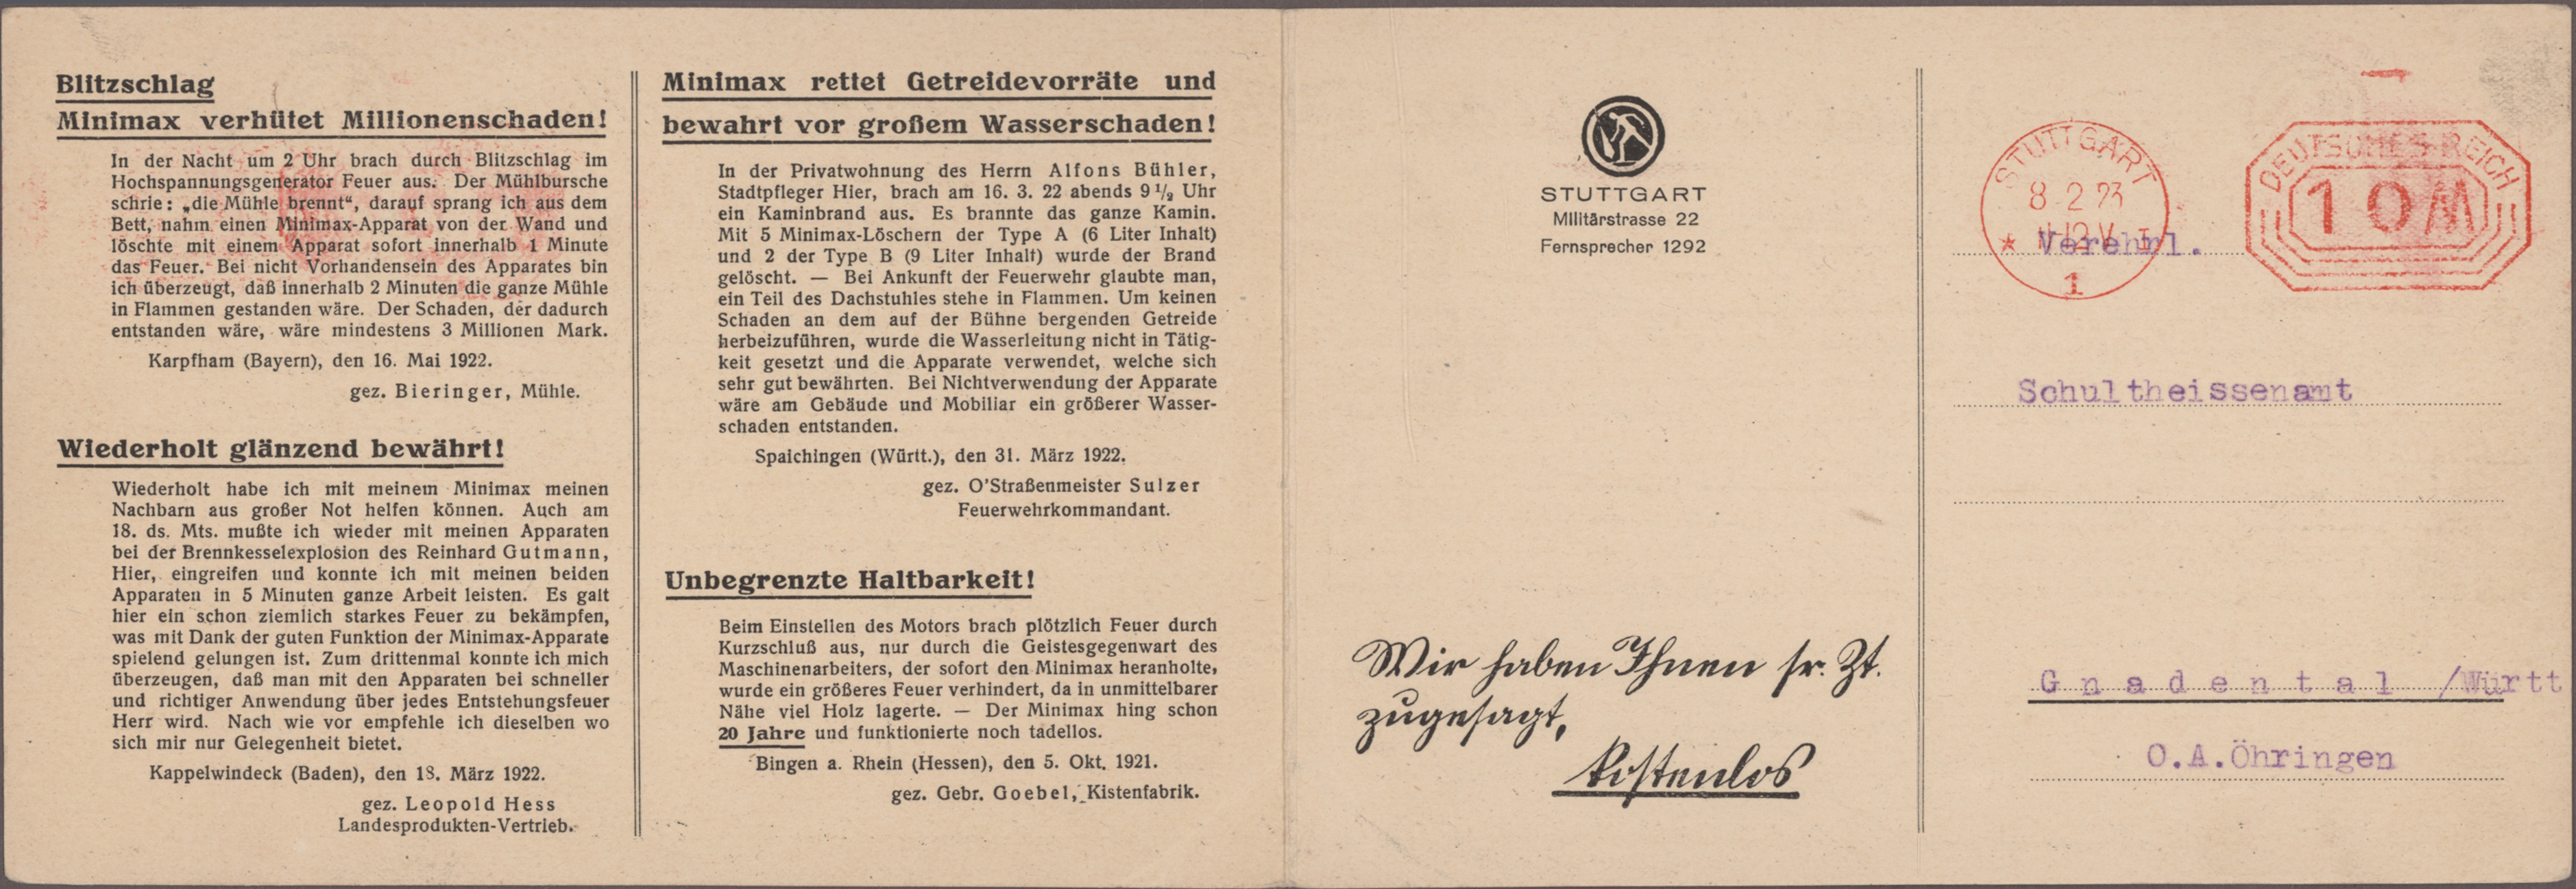 Blitzschlag
Minimax verhütet Millionenschaden!
In der Nacht um 2 Uhr brach durch Blitzschlag im
Hochspannungsgenerator Feuer aus. Der Mühlbursche
schrie: „die Mühle brennt“, darauf sprang ich aus dem
Bett, nahm einen Minimax-Apparat von der Wand und
löschte mit einem Apparat sofort innerhalb 1 Minute
das Feuer. Bei nicht Vorhandensein des Apparates bin
ich überzeugt, daß innerhalb 2 Minuten die ganze Mühle
in Flammen gestanden wäre. Der Schaden, der dadurch
entstanden wäre, wäre mindestens 3 Millionen Mark.
Karpfham (Bayern), den 16. Mai 1922.
gez. Bieringer, Mühle.
Wiederholt glänzend bewährt!
Wiederholt habe ich mit meinem Minimax meinen
Nachbarn aus großer Not helfen können. Auch am
18. ds. Mts. mußte ich wieder mit meinen Apparaten
bei der Brennkesselexplosion des Reinhard Gutmann,
Hier, eingreifen und konnte ich mit meinen beiden
Apparaten in 5 Minuten ganze Arbeit leisten. Es galt
hier ein schon ziemlich starkes Feuer zu bekämpfen,
was mit Dank der guten Funktion der Minimax-Apparate
spielend gelungen ist. Zum drittenmal konnte ich mich
überzeugen, daß man mit den Apparaten bei schneller
und richtiger Anwendung über jedes Entstehungsfeuer
Herr wird. Nach wie vor empfehle ich dieselben wo
sich mir nur Gelegenheit bietet.
Kappelwindeck (Baden), den 18. März 1922.
gez. Leopold Hess
Landesprodukten-Vertrieb.
Minimax rettet Getreidevorräte und
bewahrt vor großem Wasserschaden!
In der Privatwohnung des Herrn Alfons Bühler,
Stadtpfleger Hier, brach am 16. 3. 22 abends 9 1/2 Uhr
ein Kaminbrand aus. Es brannte das ganze Kamin.
Mit 5 Minimax-Löschern der Type A (6 Liter Inhalt)
und 2 der Type B (9 Liter Inhalt) wurde der Brand
gelöscht. — Bei Ankunft der Feuerwehr glaubte man,
ein Teil des Dachstuhles stehe in Flammen. Um keinen
Schaden an dem auf der Bühne bergenden Getreide
herbeizuführen, wurde die Wasserleitung nicht in Tätig-
keit gesetzt und die Apparate verwendet, welche sich
sehr gut bewährten. Bei Nichtverwendung der Apparate
wäre am Gebäude und Mobiliar ein größerer Wasser-
schaden entstanden.
Spaichingen (Württ.), den 31. März 1922.
gez. O'Straßenmeister Sulzer
Feuerwehrkommandant.
Unbegrenzte Haltbarkeit!
Beim Einstellen des Motors brach plötzlich Feuer durch
Kurzschluß aus, nur durch die Geistesgegenwart des
Maschinenarbeiters, der sofort den Minimax heranholte,
wurde ein größeres Feuer verhindert, da in unmittelbarer
Nähe viel Holz lagerte. — Der Minimax hing schon
20 Jahre und funktionierte noch tadellos.
Bingen a. Rhein (Hessen), den 5. Okt. 1921.
gez. Gebr. Goebel, Kistenfabrik.
STUTTGART
Militärstrasse 22
Fernsprecher 1292
Wir haben Ihnen sr. Zt.
zugesagt,
kostenlos
STUTTGART
8 2 23
11-12 V. I
1
DEUTSCHES REICH
10 M
Verehrl.
Schultheissenamt
Gnadental /Württ
O.A.Öhringen